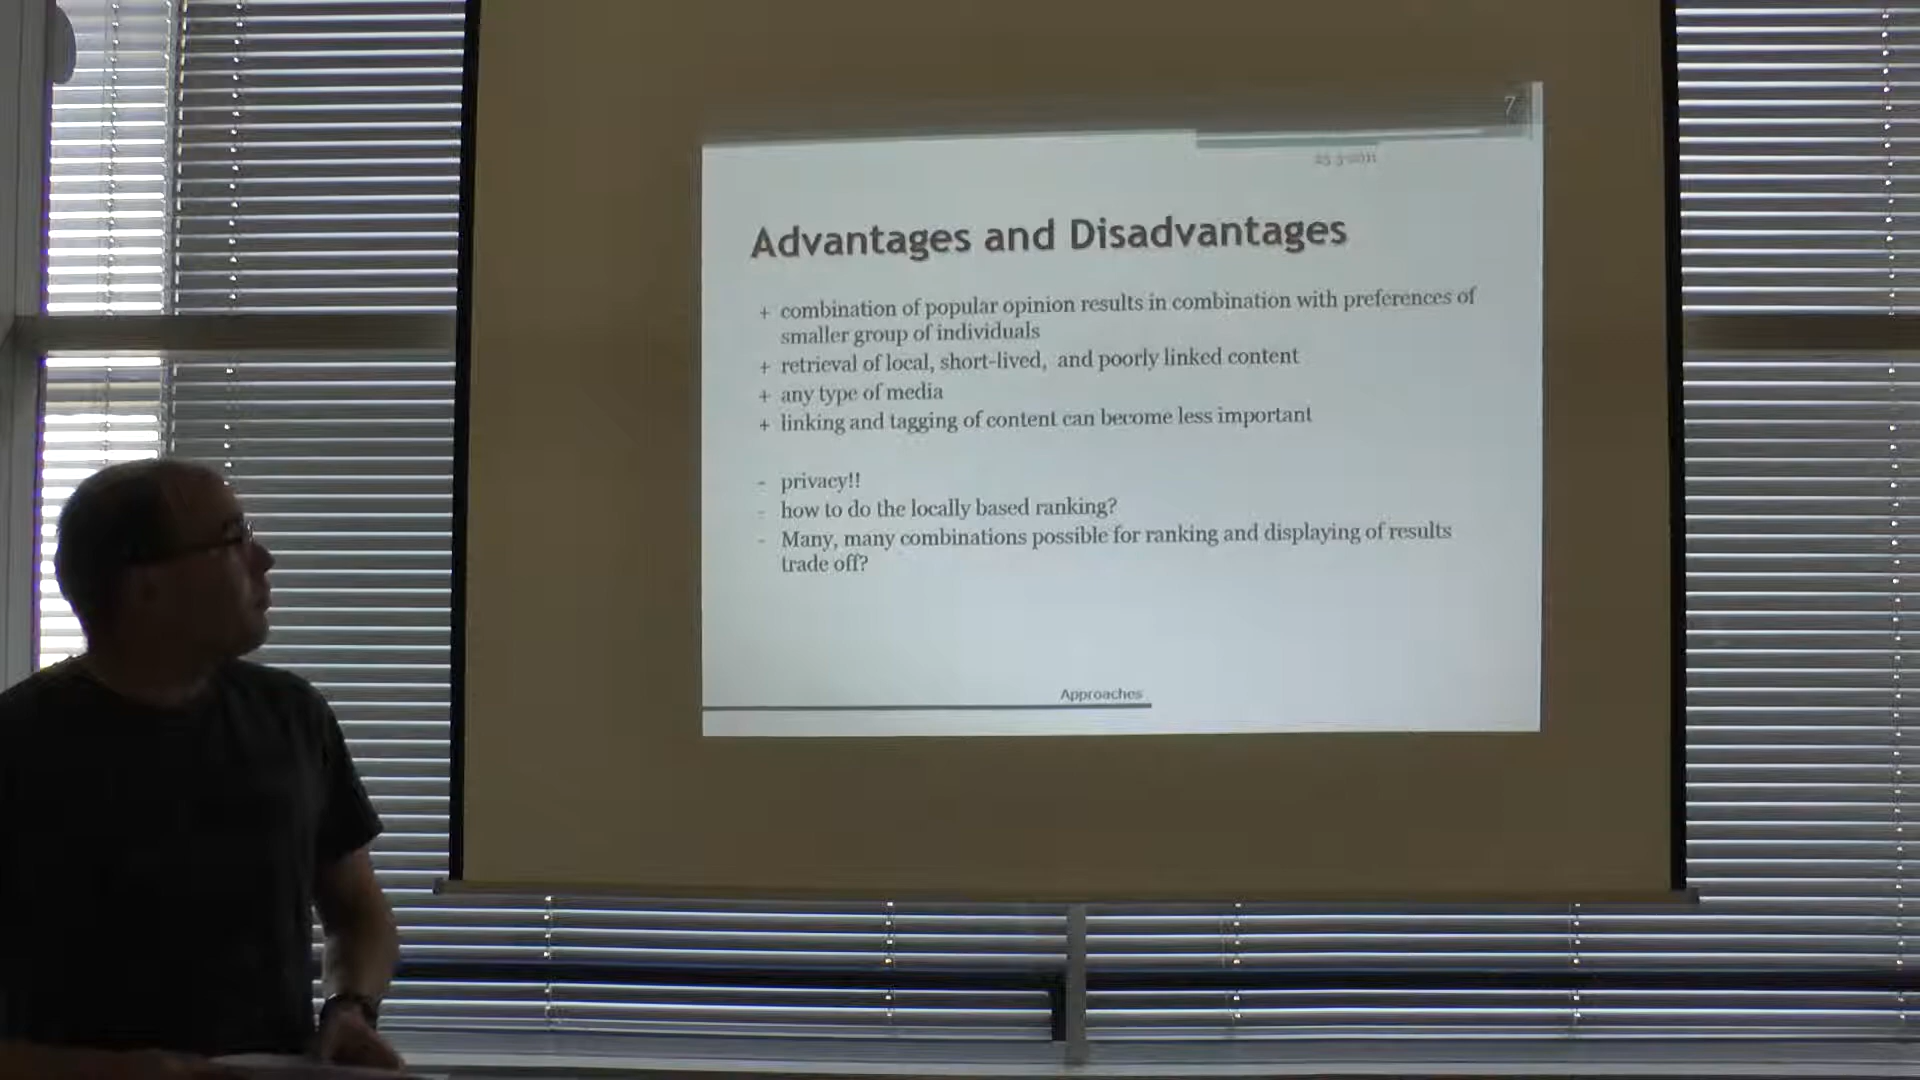 7
Advantages and Disadvantages
+ combination of popular opinion results in combination with preferences of
smaller group of individuals
+ retrieval of local, short-lived, and poorly linked content
+ any type of media
+ linking and tagging of content can become less important
- privacy!!
- how to do the locally based ranking?
- Many, many combinations possible for ranking and displaying of results
trade off?
Approaches